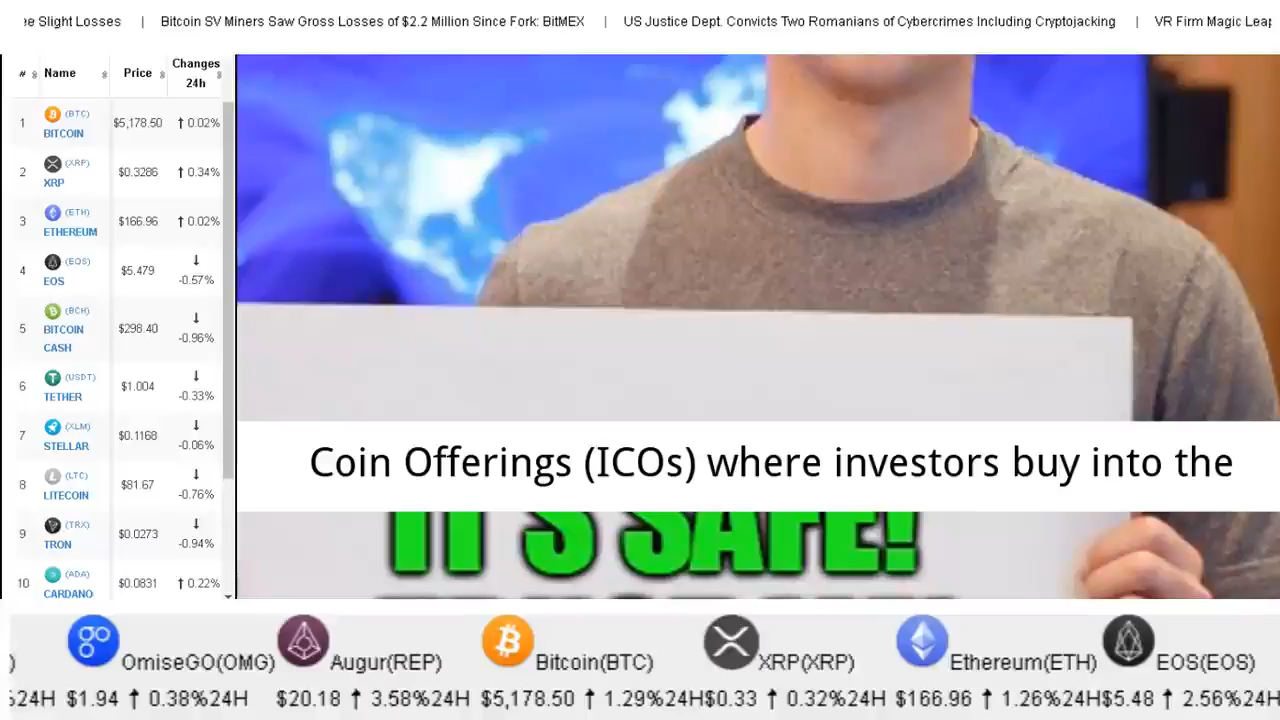 Slight Losses | Bitcoin SV Miners Saw Gross Losses of $2.2 Million Since Fork: BitMEX | US Justice Dept. Convicts Two Romanians of Cybercrimes Including Cryptojacking | VR Firm Magic Leap
# Name Price Changes 24h
1 (BTC) BITCOIN $5,178.50 ↑ 0.02%
2 (XRP) XRP $0.3286 ↑ 0.34%
3 (ETH) ETHEREUM $166.96 ↑ 0.02%
4 (EOS) EOS $5.479 ↓ -0.57%
5 (BCH) BITCOIN CASH $298.40 ↓ -0.96%
6 (USDT) TETHER $1.004 ↓ -0.33%
7 (XLM) STELLAR $0.1168 ↓ -0.06%
8 (LTC) LITECOIN $81.67 ↓ -0.76%
9 (TRX) TRON $0.0273 ↓ -0.94%
10 (ADA) CARDANO $0.0831 ↑ 0.22%
Coin Offerings (ICOs) where investors buy into the
IT'S SAFE!
) OmiseGO(OMG) Augur(REP) Bitcoin(BTC) XRP(XRP) Ethereum(ETH) EOS(EOS)
%24H $1.94 ↑ 0.38%24H $20.18 ↑ 3.58%24H $5,178.50 ↑ 1.29%24H $0.33 ↑ 0.32%24H $166.96 ↑ 1.26%24H $5.48 ↑ 2.56%24H